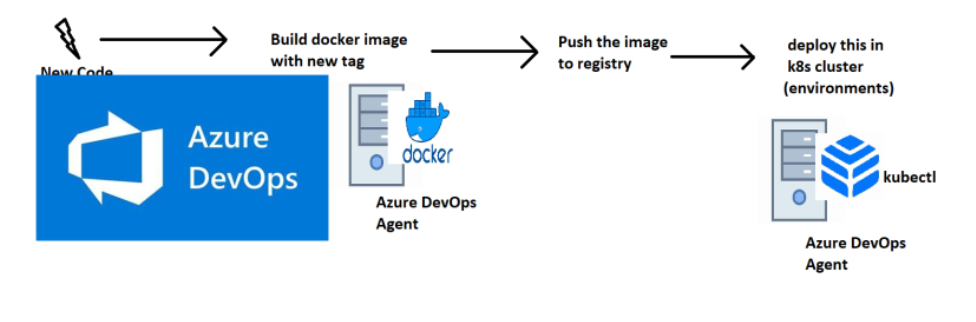 New Code
Build docker image
with new tag
Push the image
to registry
deploy this in
k8s cluster
(environments)
Azure
DevOps
docker
Azure DevOps
Agent
kubectl
Azure DevOps
Agent